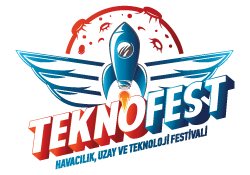 TEKNOFEST
HAVACILIK, UZAY VE TEKNOLOJİ FESTİVALİ